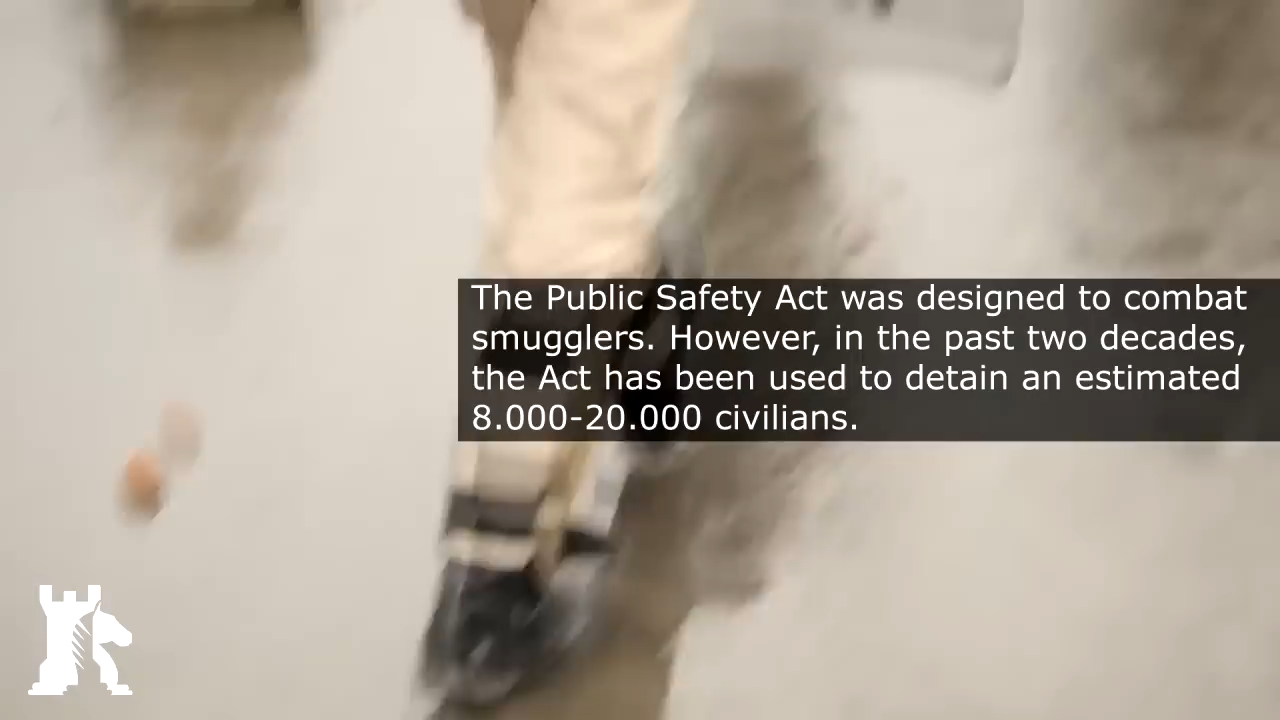 The Public Safety Act was designed to combat
smugglers. However, in the past two decades,
the Act has been used to detain an estimated
8.000-20.000 civilians.